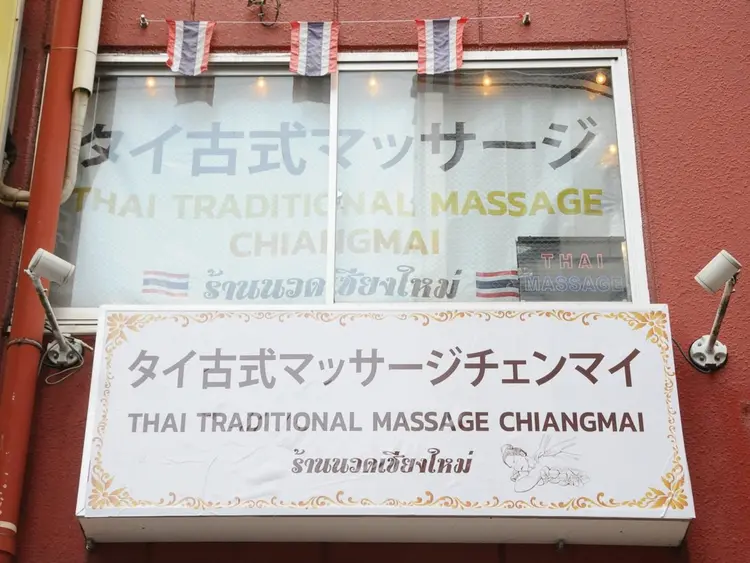 タイ古式マッサージ
THAI TRADITIONAL MASSAGE
CHIANGMAI
ร้านนวดเชียงใหม่
THAI
MASSAGE
タイ古式マッサージチェンマイ
THAI TRADITIONAL MASSAGE CHIANGMAI
ร้านนวดเชียงใหม่